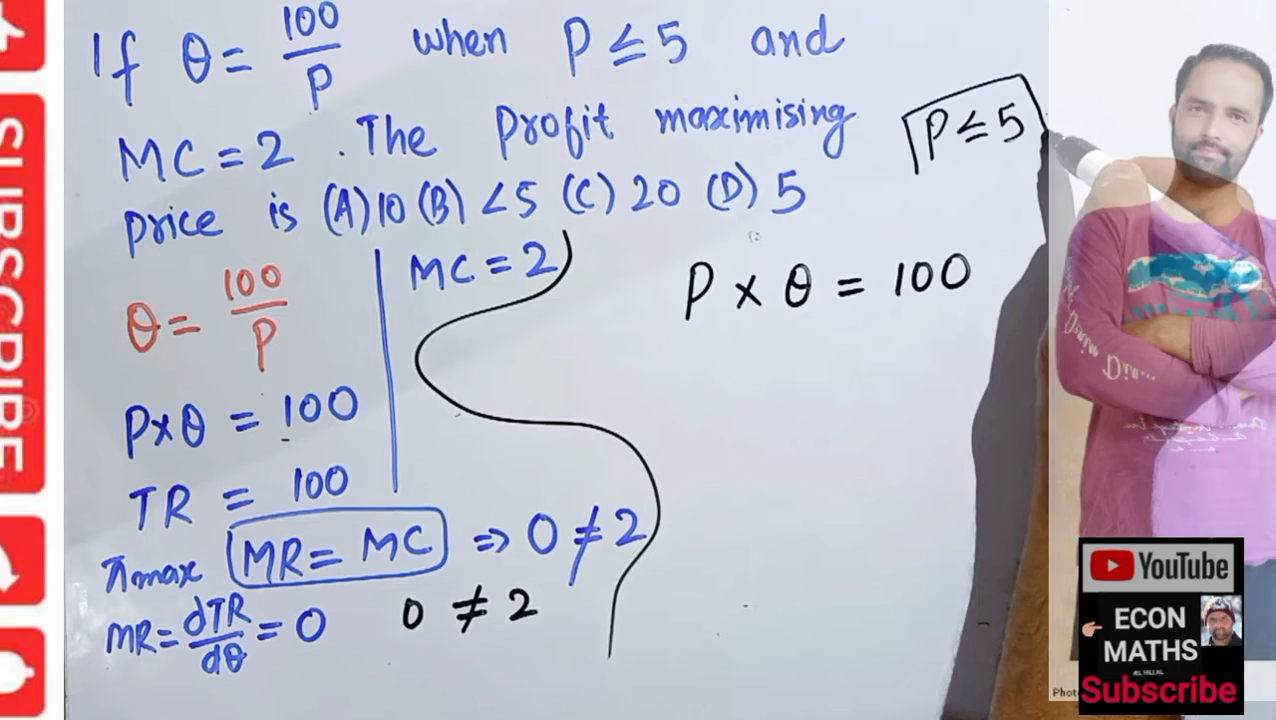 If θ = 100/P when P ≤ 5 and
MC = 2 . The Profit maximising
price is (A) 10 (B) < 5 (C) 20 (D) 5
P ≤ 5
θ = 100/P
P x θ = 100
TR = 100
πmax MR = MC ⇒ 0 ≠ 2
MR = dTR/dθ = 0
0 ≠ 2
MC = 2
P x θ = 100
SUBSCRIBE
YouTube
ECON
MATHS
Subscribe